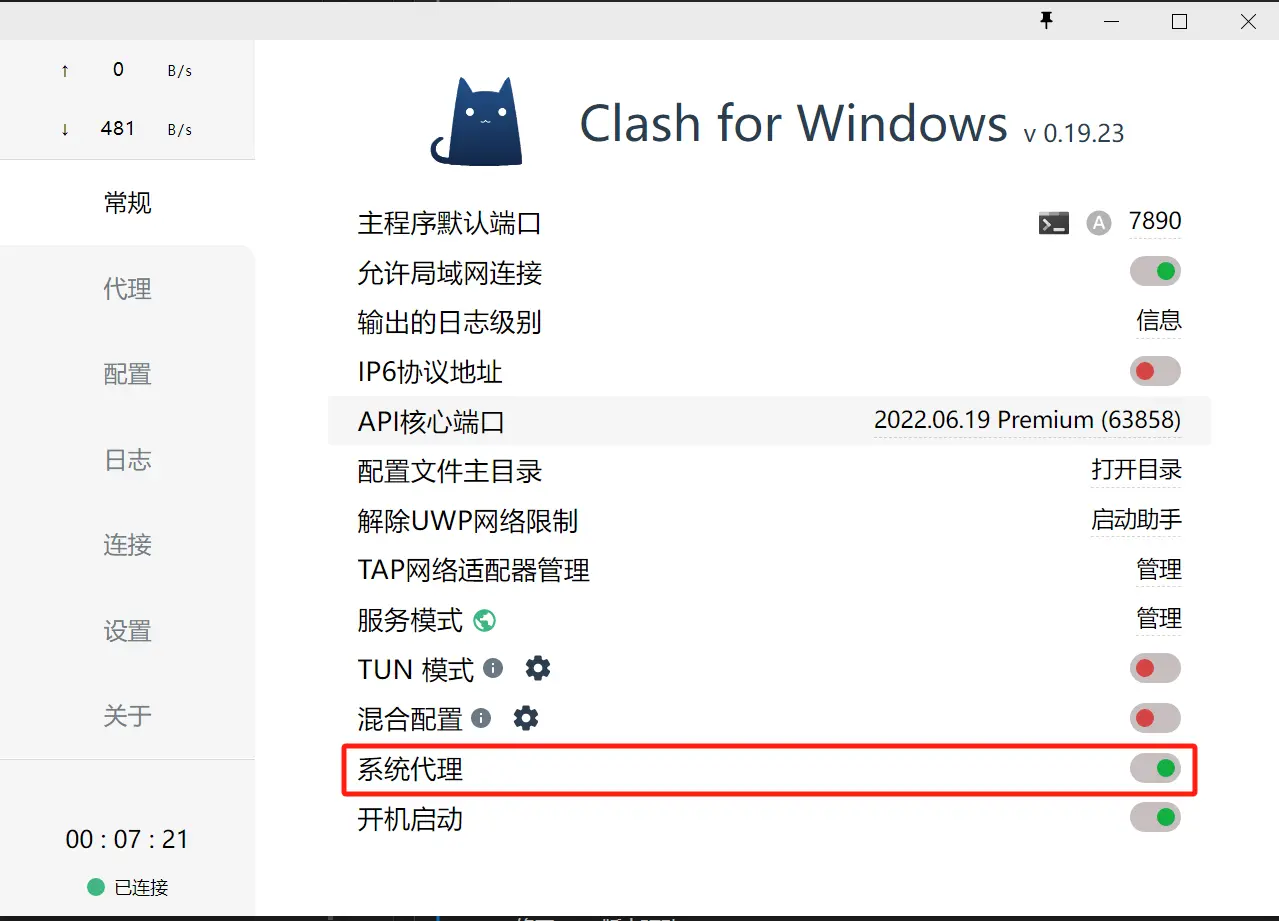 ↑ 0 B/s
↓ 481 B/s
常规
代理
配置
日志
连接
设置
关于
00 : 07 : 21
已连接
Clash for Windows v 0.19.23
主程序默认端口 A 7890
允许局域网连接
输出的日志级别 信息
IP6协议地址
API核心端口 2022.06.19 Premium (63858)
配置文件主目录 打开目录
解除UWP网络限制 启动助手
TAP网络适配器管理 管理
服务模式 管理
TUN 模式
混合配置
系统代理
开机启动